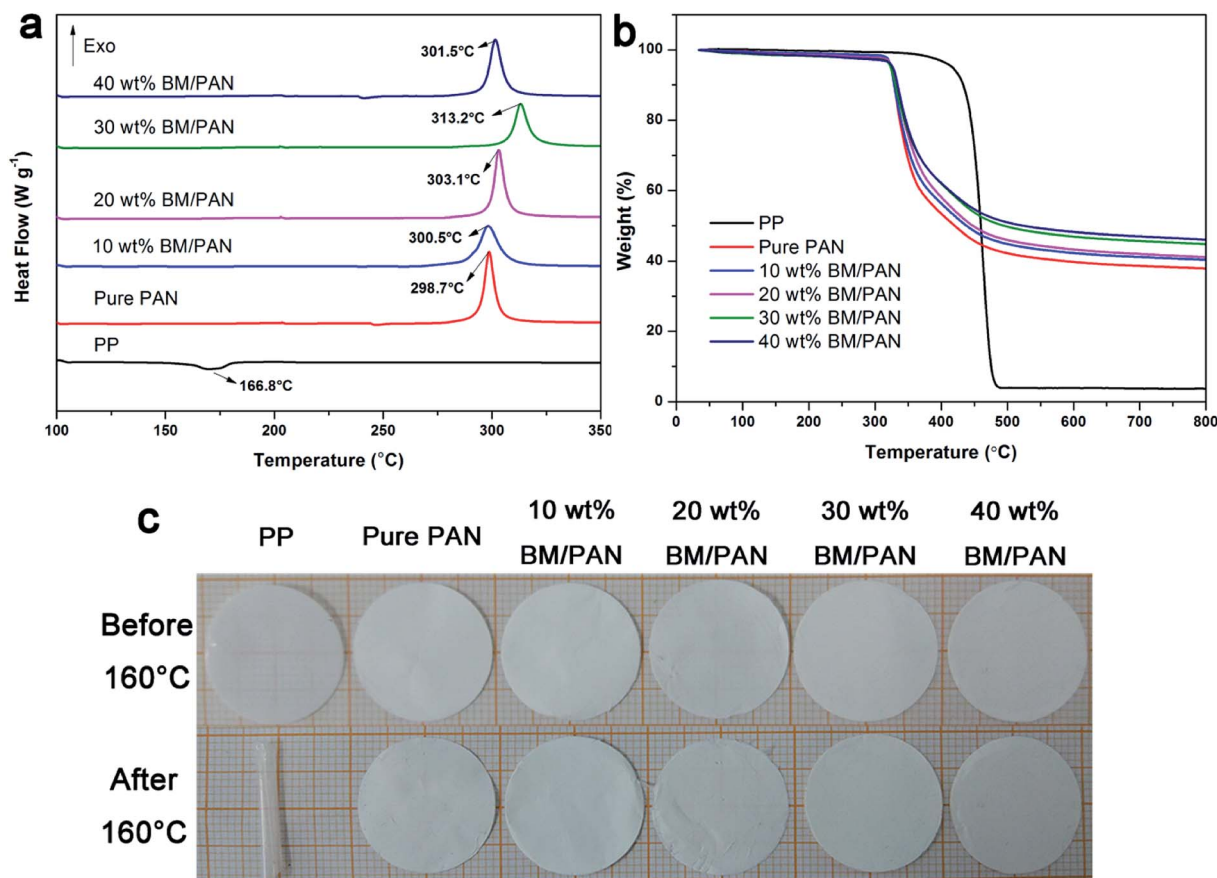 a
Exo
40 wt% BM/PAN
301.5°C
30 wt% BM/PAN
313.2°C
20 wt% BM/PAN
303.1°C
10 wt% BM/PAN
300.5°C
Pure PAN
298.7°C
PP
166.8°C
Heat Flow (W g⁻¹)
100 150 200 250 300 350
Temperature (°C)
b
100
80
60
40
20
0
Weight (%)
PP
Pure PAN
10 wt% BM/PAN
20 wt% BM/PAN
30 wt% BM/PAN
40 wt% BM/PAN
0 100 200 300 400 500 600 700 800
Temperature (°C)
c
PP Pure PAN 10 wt% BM/PAN 20 wt% BM/PAN 30 wt% BM/PAN 40 wt% BM/PAN
Before
160°C
After
160°C